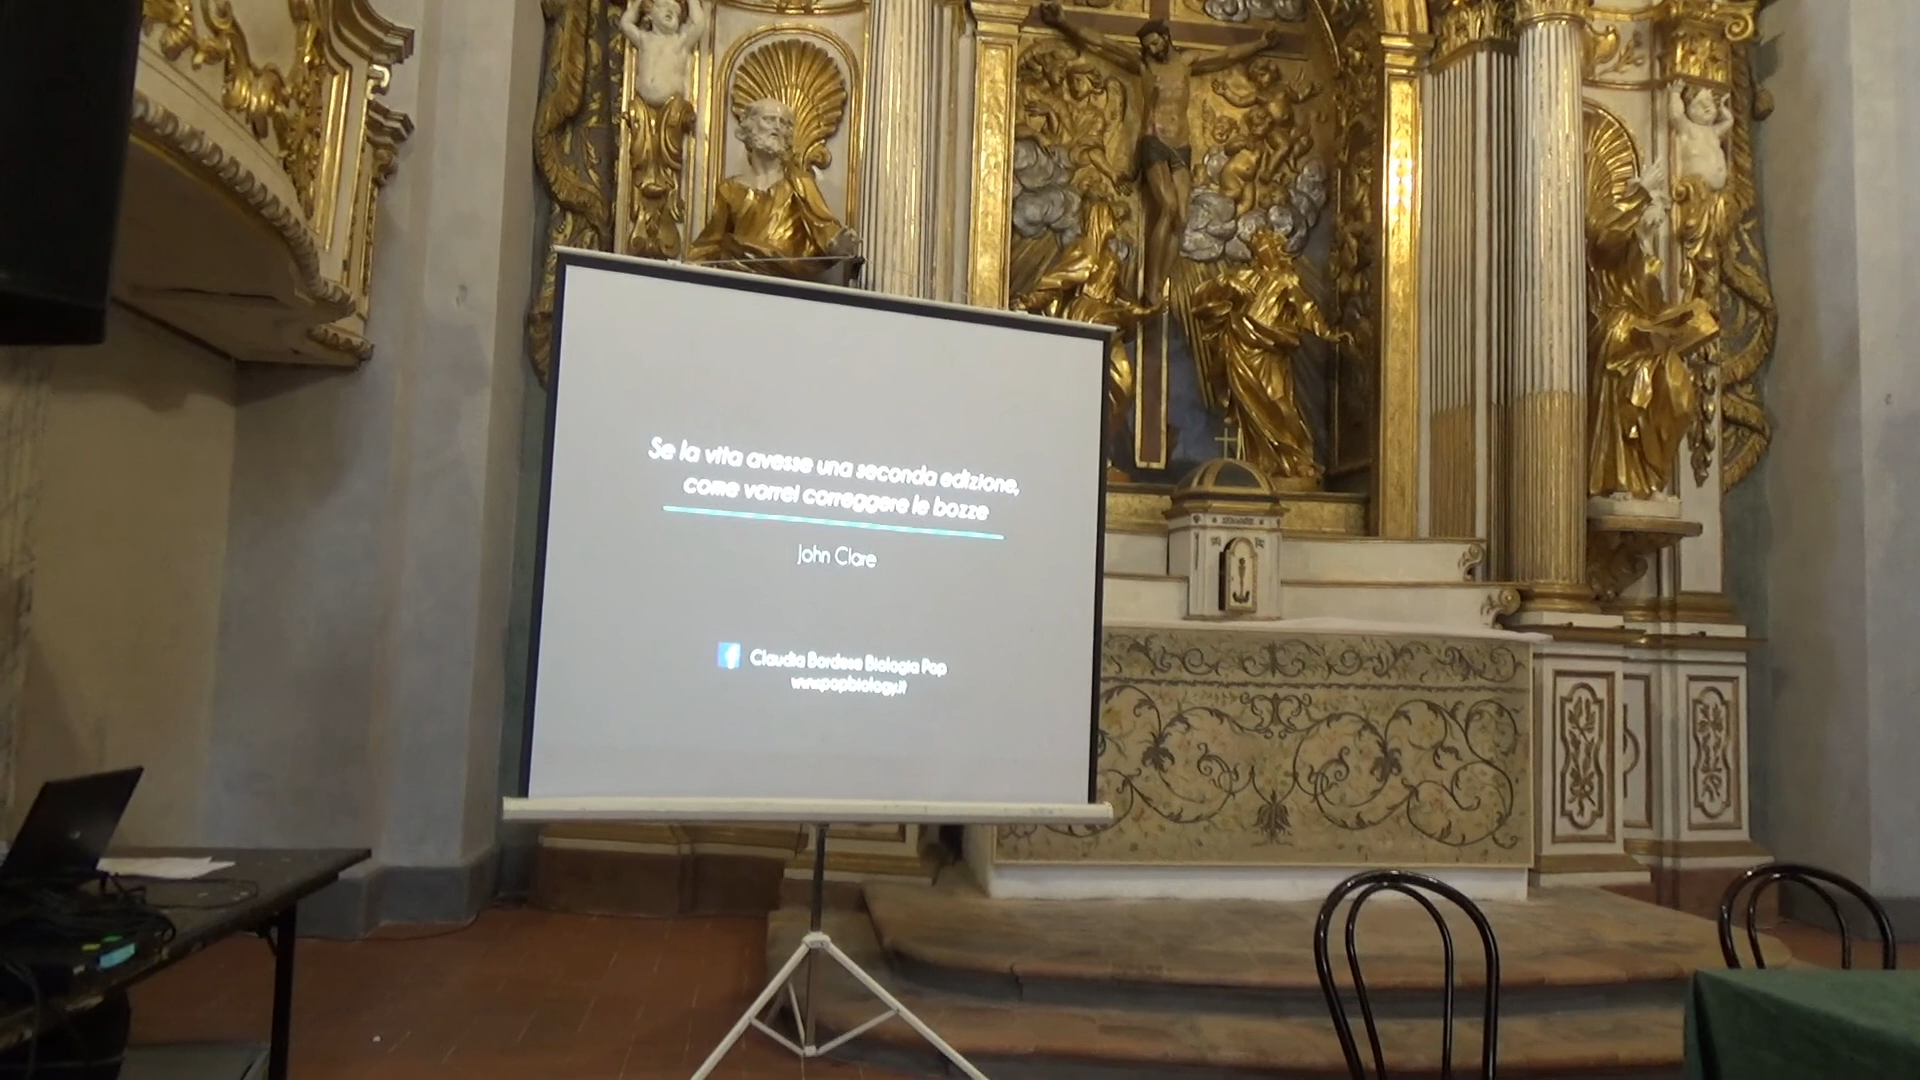 Se la vita avesse una seconda edizione,
come vorrei correggere le bozze
John Clare
Claudia Bordese Biologia Pop
www.popbiology.it